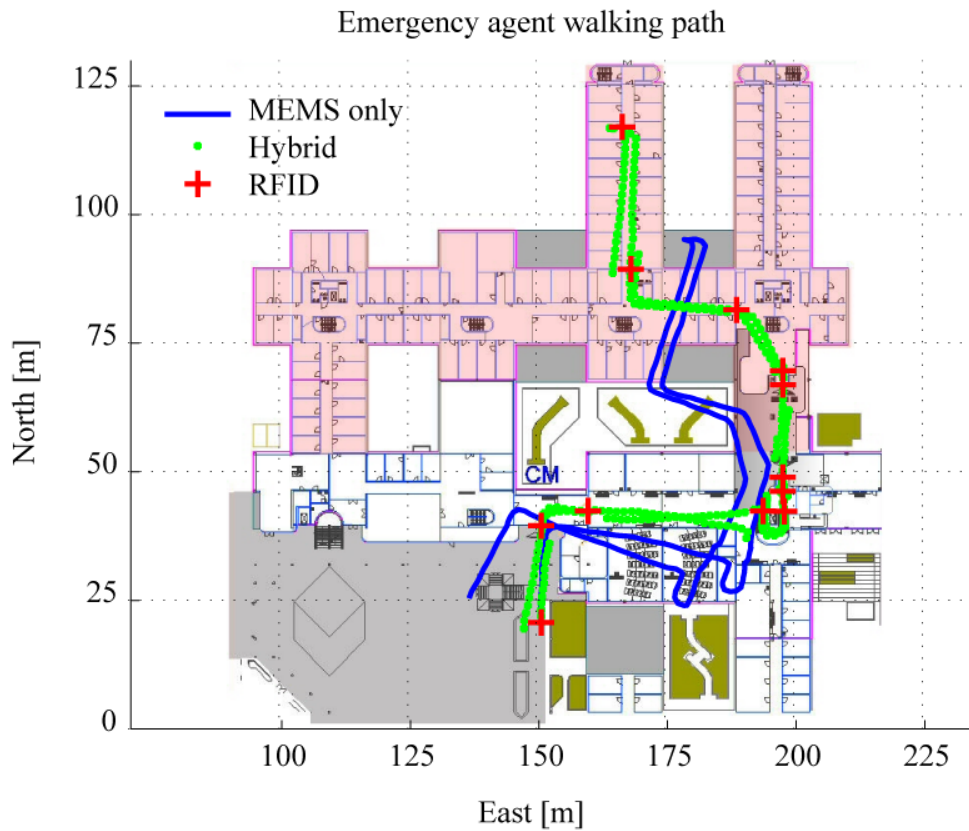 Emergency agent walking path
125
MEMS only
Hybrid
RFID
100
75
North [m]
50
CM
25
0
100
125
150
175
200
225
East [m]